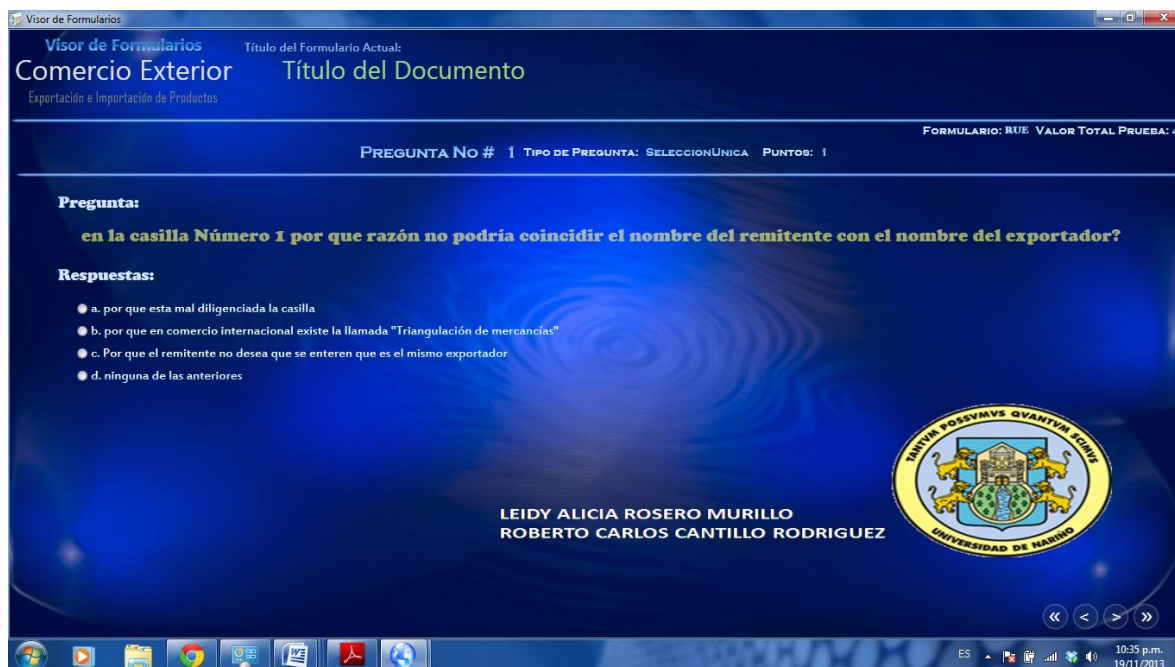 Visor de Formularios
Visor de Formularios
Título del Formulario Actual:
Comercio Exterior
Título del Documento
Exportación e Importación de Productos
FORMULARIO: RUE VALOR TOTAL PRUEBA:
PREGUNTA NO # 1 TIPO DE PREGUNTA: SELECCIONUNICA PUNTOS: 1
Pregunta:
en la casilla Número 1 por que razón no podría coincidir el nombre del remitente con el nombre del exportador?
Respuestas:
a. por que esta mal diligenciada la casilla
b. por que en comercio internacional existe la llamada "Triangulación de mercancías"
c. Por que el remitente no desea que se enteren que es el mismo exportador
d. ninguna de las anteriores
TANTVM POSSVMVS QVANTVM SCIMVS
UNIVERSIDAD DE NARIÑO
LEIDY ALICIA ROSERO MURILLO
ROBERTO CARLOS CANTILLO RODRIGUEZ
ES
10:35 p.m.